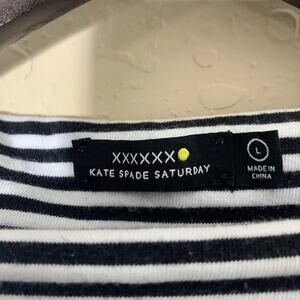 XXXXXX
KATE SPADE SATURDAY
L
MADE IN
CHINA